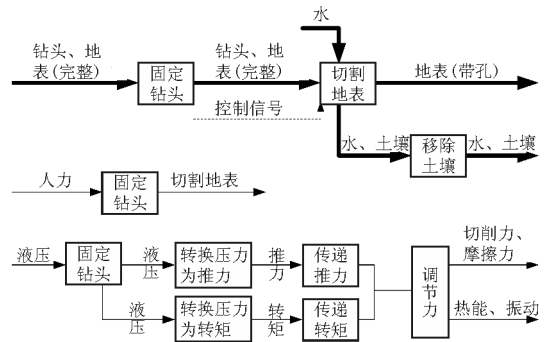 水
钻头、地
表(完整)
固定
钻头
钻头、地
表(完整)
切割
地表
地表(带孔)
控制信号
水、土壤
移除
土壤
水、土壤
人力
固定
钻头
切割地表
液压
固定
钻头
液
压
转换压力
为推力
推
力
传递
推力
液
压
转换压力
为转矩
转
矩
传递
转矩
调
节
力
切削力、
摩擦力
热能、振动